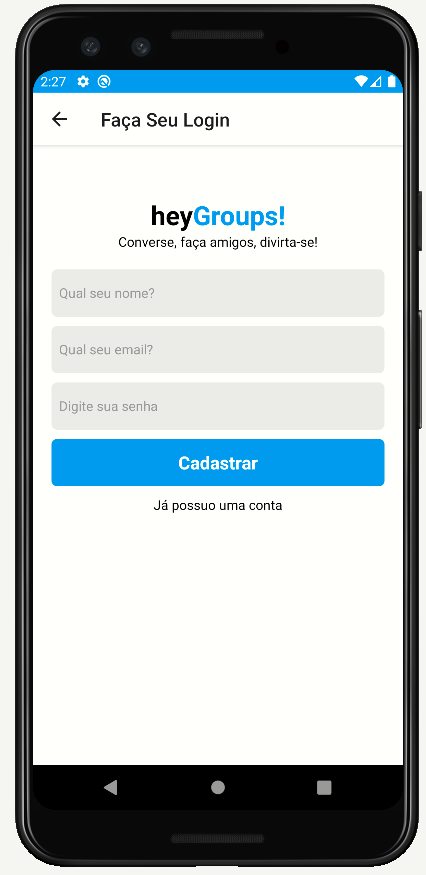 2:27
Faça Seu Login
heyGroups!
Converse, faça amigos, divirta-se!
Qual seu nome?
Qual seu email?
Digite sua senha
Cadastrar
Já possuo uma conta